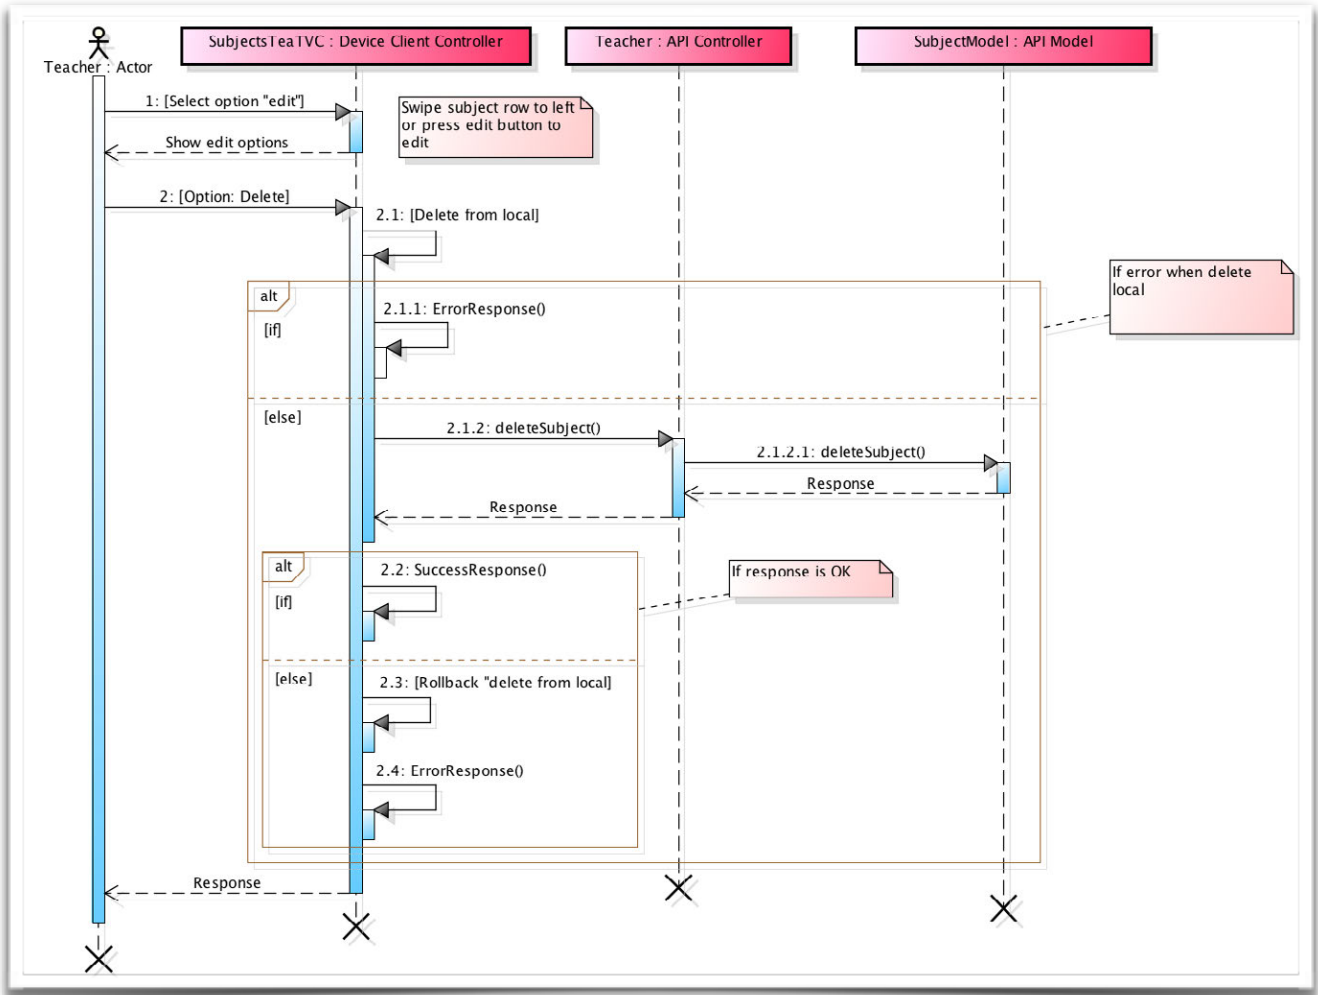 SubjectsTeaTVC : Device Client Controller
Teacher : API Controller
SubjectModel : API Model
Teacher : Actor
1: [Select option "edit"]
Swipe subject row to left
or press edit button to
edit
Show edit options
2: [Option: Delete]
2.1: [Delete from local]
If error when delete
local
alt
2.1.1: ErrorResponse()
[if]
[else]
2.1.2: deleteSubject()
2.1.2.1: deleteSubject()
Response
Response
alt
2.2: SuccessResponse()
If response is OK
[if]
[else]
2.3: [Rollback "delete from local]
2.4: ErrorResponse()
Response